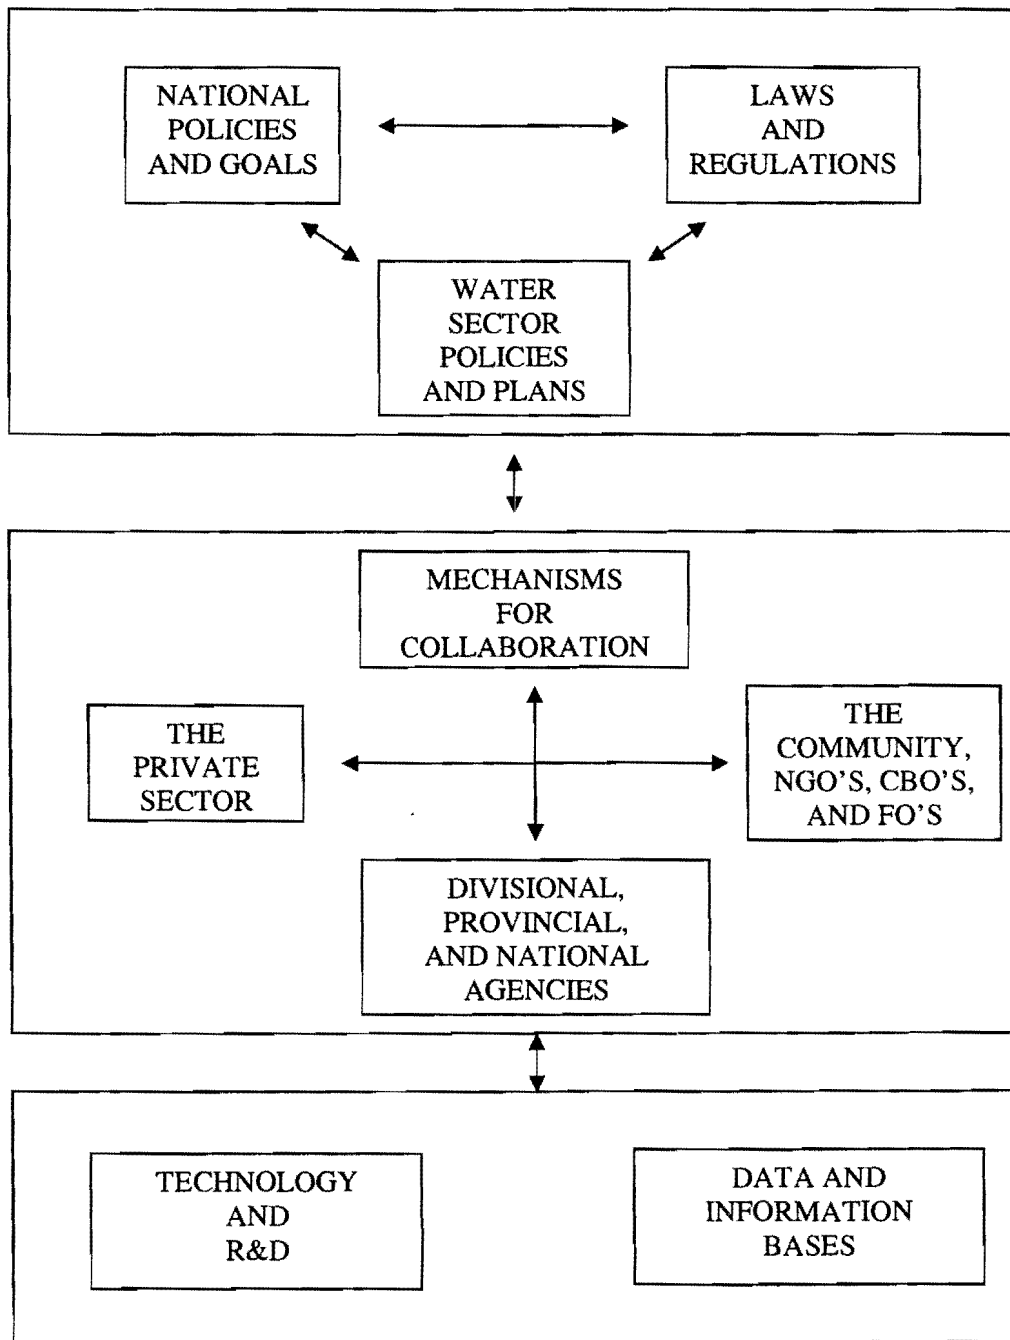 NATIONAL
POLICIES
AND GOALS
LAWS
AND
REGULATIONS
WATER
SECTOR
POLICIES
AND PLANS
MECHANISMS
FOR
COLLABORATION
THE
PRIVATE
SECTOR
THE
COMMUNITY,
NGO'S, CBO'S,
AND FO'S
DIVISIONAL,
PROVINCIAL,
AND NATIONAL
AGENCIES
TECHNOLOGY
AND
R&D
DATA AND
INFORMATION
BASES